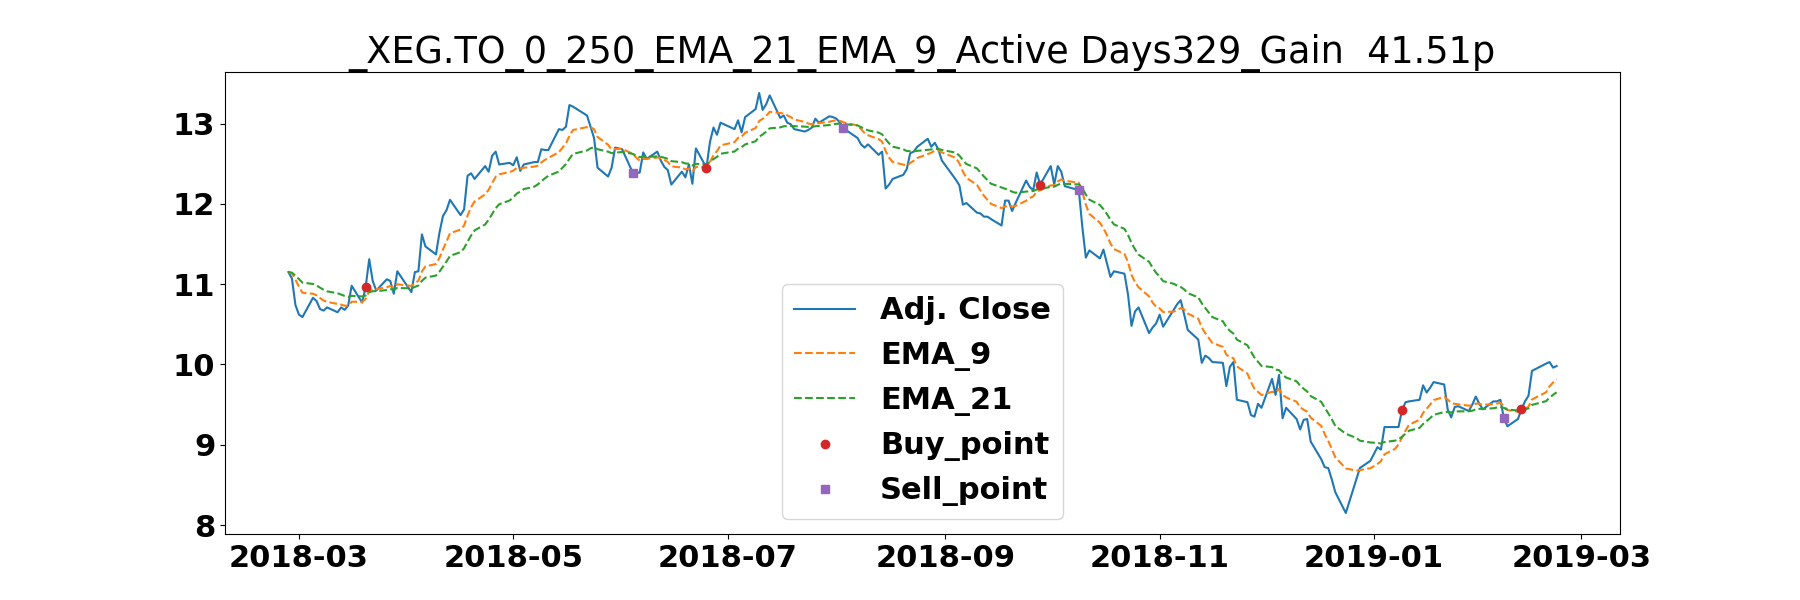 _XEG.TO_0_250_EMA_21_EMA_9_Active Days329_Gain  41.51p
13
12
11
10
9
8
Adj. Close
EMA_9
EMA_21
Buy_point
Sell_point
2018-03 2018-05 2018-07 2018-09 2018-11 2019-01 2019-03